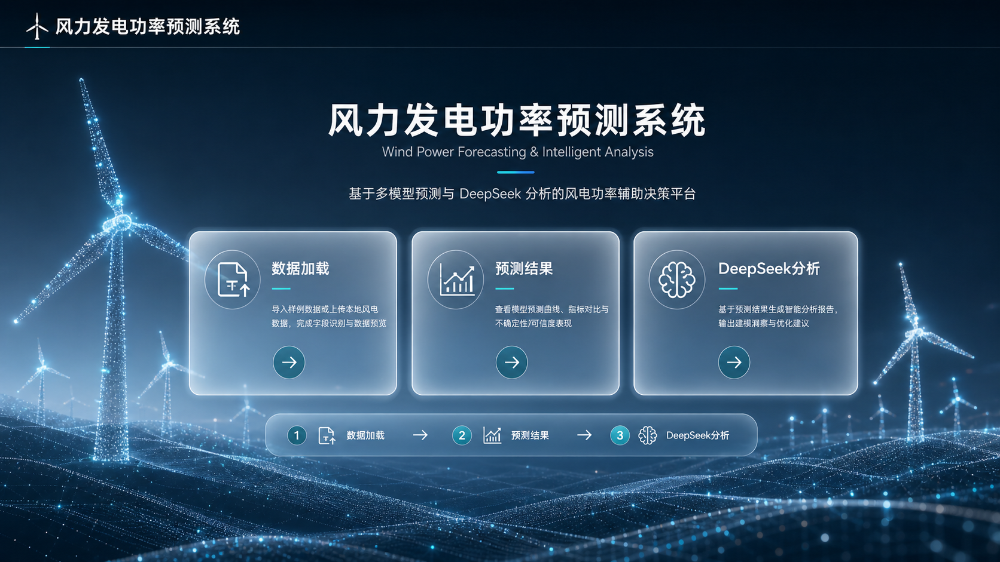 风力发电功率预测系统
风力发电功率预测系统
Wind Power Forecasting & Intelligent Analysis
基于多模型预测与 DeepSeek 分析的风电功率辅助决策平台
数据加载
导入样例数据或上传本地风电
数据，完成字段识别与数据预览
预测结果
查看模型预测曲线、指标对比与
不确定性/可信度表现
DeepSeek分析
基于预测结果生成智能分析报告，
输出建模洞察与优化建议
1 数据加载 → 2 预测结果 → 3 DeepSeek分析